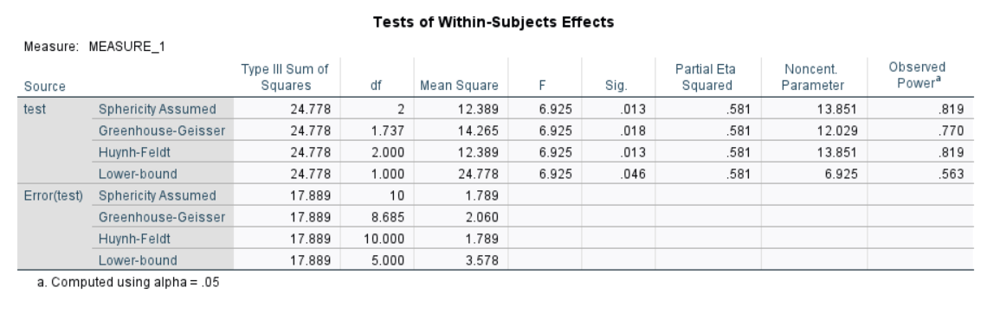 Tests of Within-Subjects Effects
Measure: MEASURE_1
Source Type III Sum of Squares df Mean Square F Sig. Partial Eta Squared Noncent. Parameter Observed Powerᵃ
test Sphericity Assumed 24.778 2 12.389 6.925 .013 .581 13.851 .819
Greenhouse-Geisser 24.778 1.737 14.265 6.925 .018 .581 12.029 .770
Huynh-Feldt 24.778 2.000 12.389 6.925 .013 .581 13.851 .819
Lower-bound 24.778 1.000 24.778 6.925 .046 .581 6.925 .563
Error(test) Sphericity Assumed 17.889 10 1.789
Greenhouse-Geisser 17.889 8.685 2.060
Huynh-Feldt 17.889 10.000 1.789
Lower-bound 17.889 5.000 3.578
a. Computed using alpha = .05